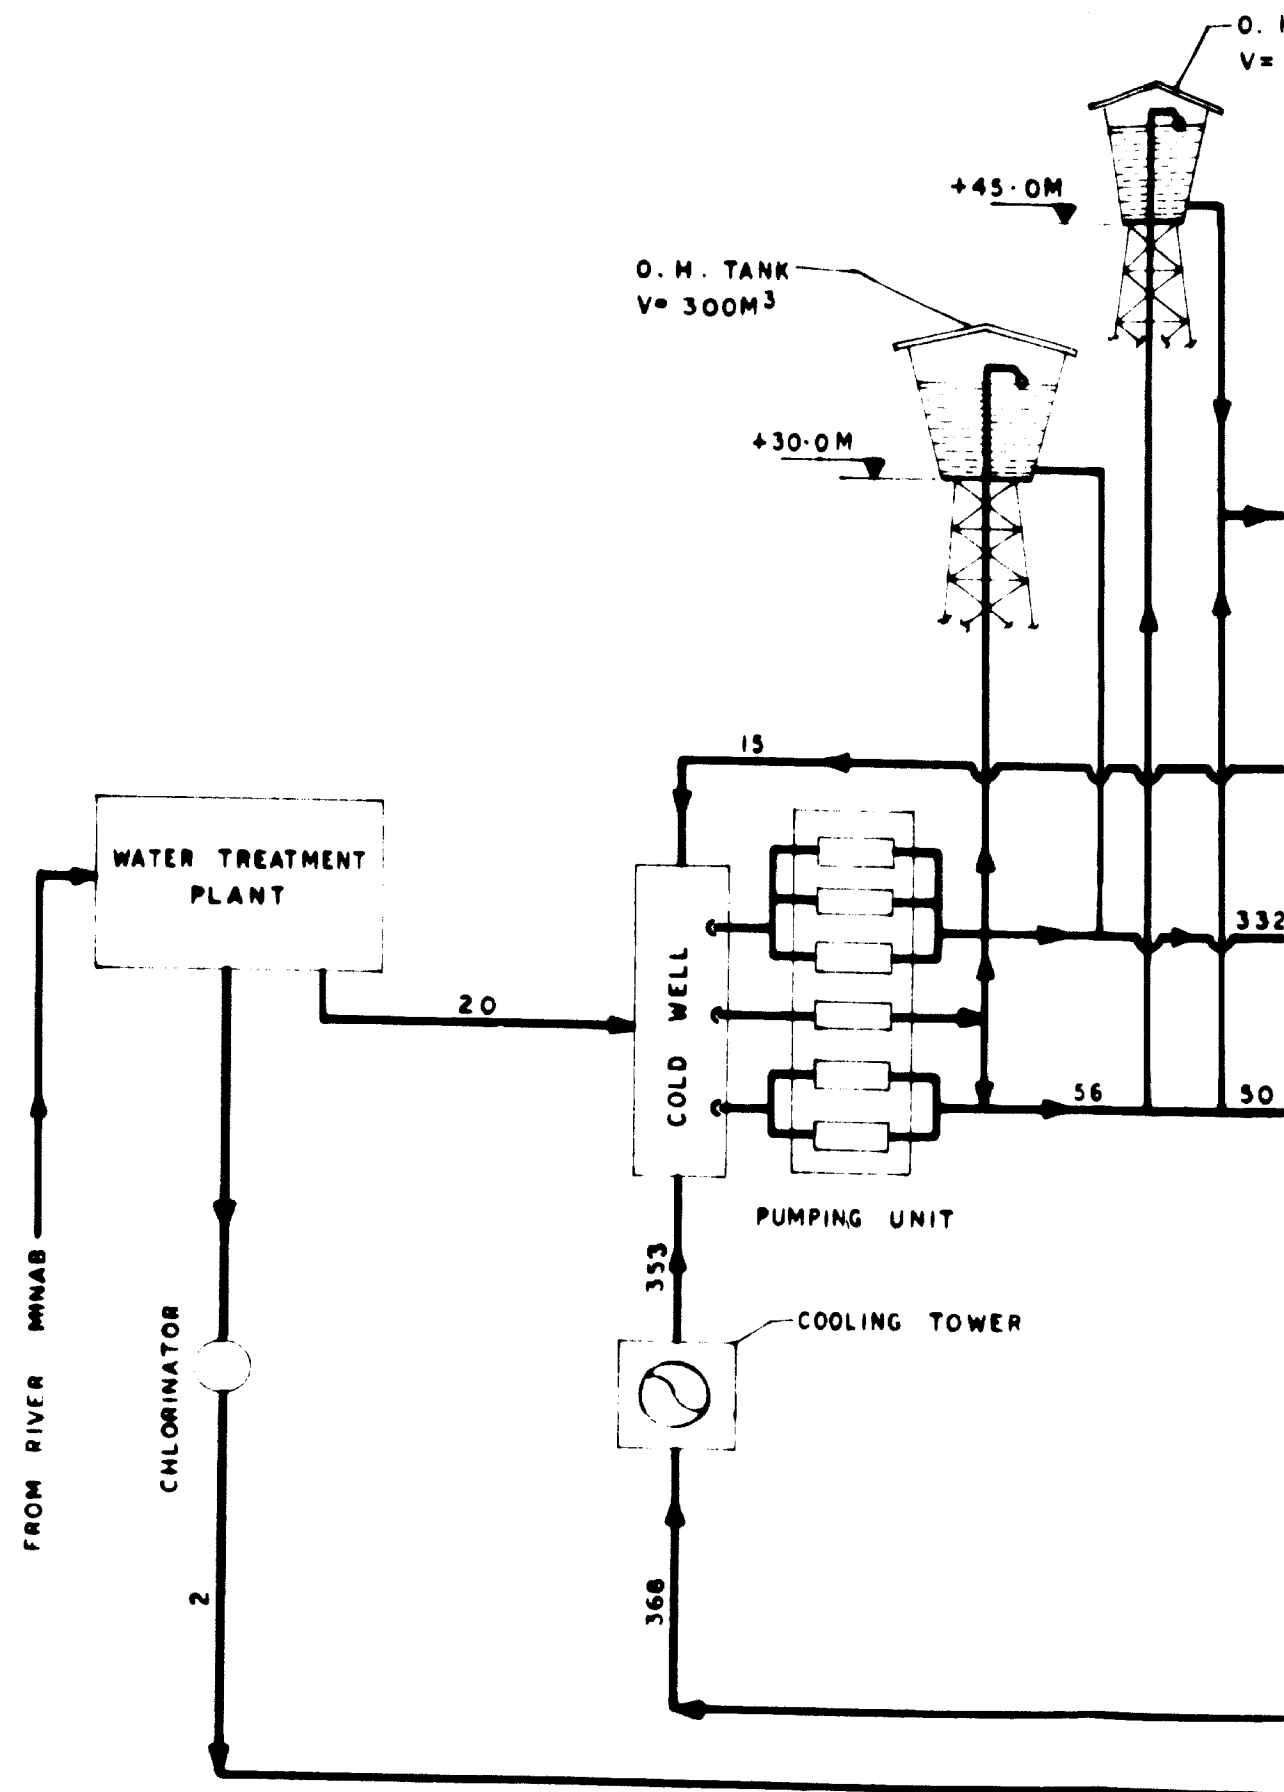 V=
+45.0M
O. H. TANK
V= 300M3
+30.0M
15
WATER TREATMENT
PLANT
332
20
COLD WELL
56
50
PUMPING UNIT
FROM RIVER MINAB
353
CHLORINATOR
COOLING TOWER
2
368